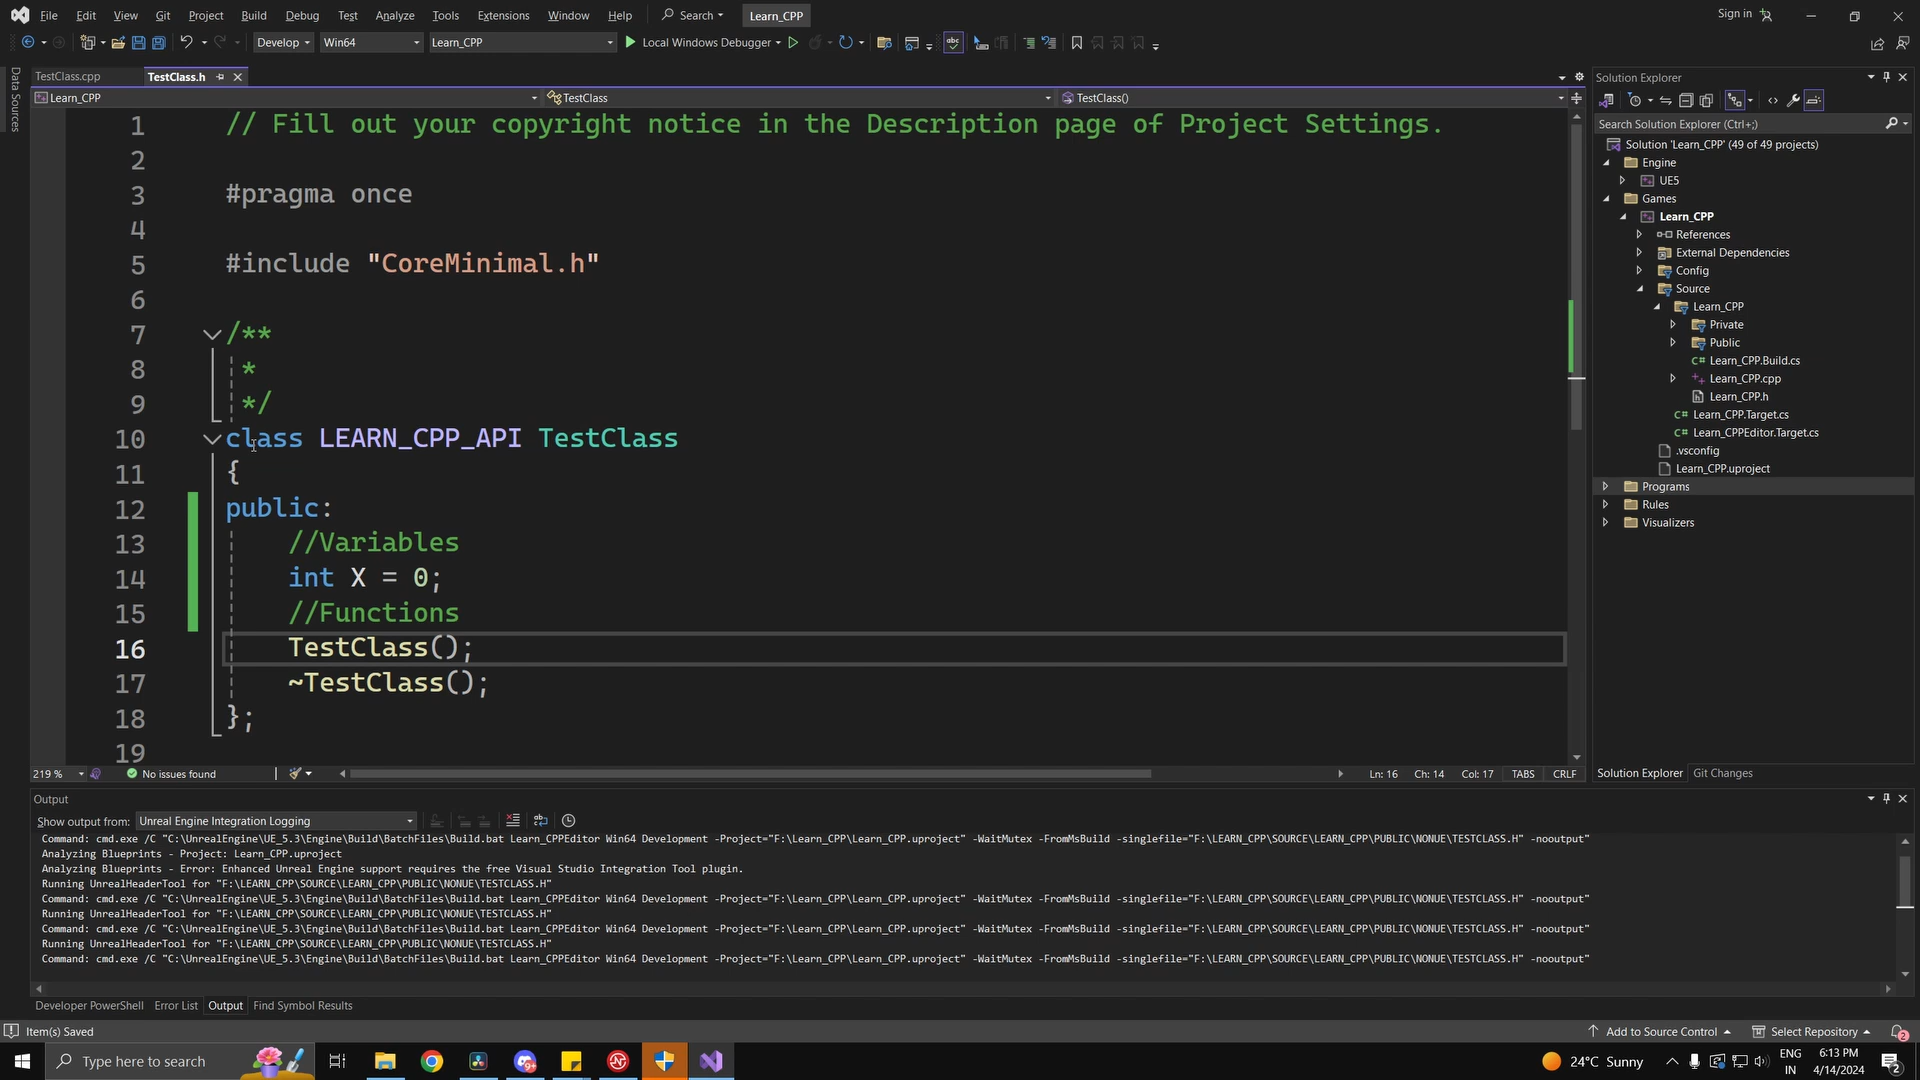 File Edit View Git Project Build Debug Test Analyze Tools Extensions Window Help Search Learn_CPP Sign in
Develop Win64 Learn_CPP Local Windows Debugger
Data Sources
TestClass.cpp TestClass.h
Learn_CPP TestClass TestClass()
1 // Fill out your copyright notice in the Description page of Project Settings.
2
3 #pragma once
4
5 #include "CoreMinimal.h"
6
7 /**
8 *
9 */
10 class LEARN_CPP_API TestClass
11 {
12 public:
13 //Variables
14 int X = 0;
15 //Functions
16 TestClass();
17 ~TestClass();
18 };
19
219 % No issues found Ln: 16 Ch: 14 Col: 17 TABS CRLF
Solution Explorer
Search Solution Explorer (Ctrl+;)
Solution 'Learn_CPP' (49 of 49 projects)
Engine
UE5
Games
Learn_CPP
References
External Dependencies
Config
Source
Learn_CPP
Private
Public
Learn_CPP.Build.cs
Learn_CPP.cpp
Learn_CPP.h
Learn_CPP.Target.cs
Learn_CPPEditor.Target.cs
.vsconfig
Learn_CPP.uproject
Programs
Rules
Visualizers
Solution Explorer Git Changes
Output
Show output from: Unreal Engine Integration Logging
Command: cmd.exe /C "C:\UnrealEngine\UE_5.3\Engine\Build\BatchFiles\Build.bat Learn_CPPEditor Win64 Development -Project="F:\Learn_CPP\Learn_CPP.uproject" -WaitMutex -FromMsBuild -singlefile="F:\LEARN_CPP\SOURCE\LEARN_CPP\PUBLIC\NONUE\TESTCLASS.H" -nooutput"
Analyzing Blueprints - Project: Learn_CPP.uproject
Analyzing Blueprints - Error: Enhanced Unreal Engine support requires the free Visual Studio Integration Tool plugin.
Running UnrealHeaderTool for "F:\LEARN_CPP\SOURCE\LEARN_CPP\PUBLIC\NONUE\TESTCLASS.H"
Command: cmd.exe /C "C:\UnrealEngine\UE_5.3\Engine\Build\BatchFiles\Build.bat Learn_CPPEditor Win64 Development -Project="F:\Learn_CPP\Learn_CPP.uproject" -WaitMutex -FromMsBuild -singlefile="F:\LEARN_CPP\SOURCE\LEARN_CPP\PUBLIC\NONUE\TESTCLASS.H" -nooutput"
Running UnrealHeaderTool for "F:\LEARN_CPP\SOURCE\LEARN_CPP\PUBLIC\NONUE\TESTCLASS.H"
Command: cmd.exe /C "C:\UnrealEngine\UE_5.3\Engine\Build\BatchFiles\Build.bat Learn_CPPEditor Win64 Development -Project="F:\Learn_CPP\Learn_CPP.uproject" -WaitMutex -FromMsBuild -singlefile="F:\LEARN_CPP\SOURCE\LEARN_CPP\PUBLIC\NONUE\TESTCLASS.H" -nooutput"
Running UnrealHeaderTool for "F:\LEARN_CPP\SOURCE\LEARN_CPP\PUBLIC\NONUE\TESTCLASS.H"
Command: cmd.exe /C "C:\UnrealEngine\UE_5.3\Engine\Build\BatchFiles\Build.bat Learn_CPPEditor Win64 Development -Project="F:\Learn_CPP\Learn_CPP.uproject" -WaitMutex -FromMsBuild -singlefile="F:\LEARN_CPP\SOURCE\LEARN_CPP\PUBLIC\NONUE\TESTCLASS.H" -nooutput"
Developer PowerShell Error List Output Find Symbol Results
Item(s) Saved Add to Source Control Select Repository 2
Type here to search 24°C Sunny ENG IN 6:13 PM 4/14/2024 2